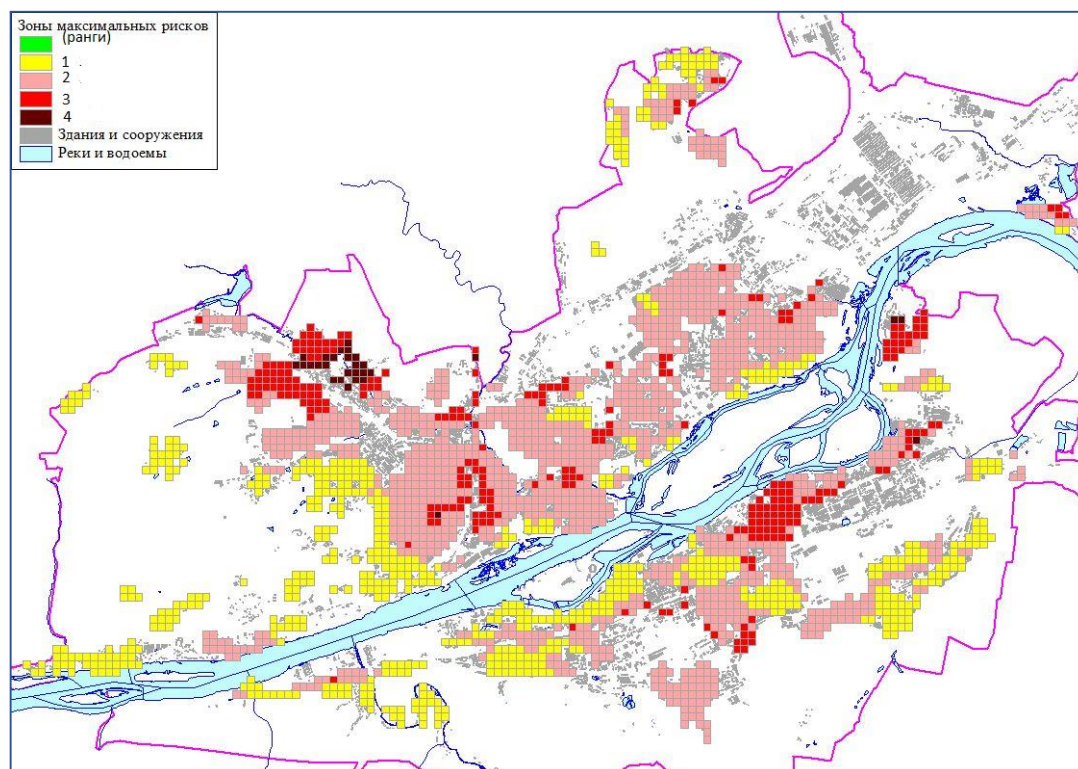 Зоны максимальных рисков
(ранги)
1
2
3
4
Здания и сооружения
Реки и водоемы